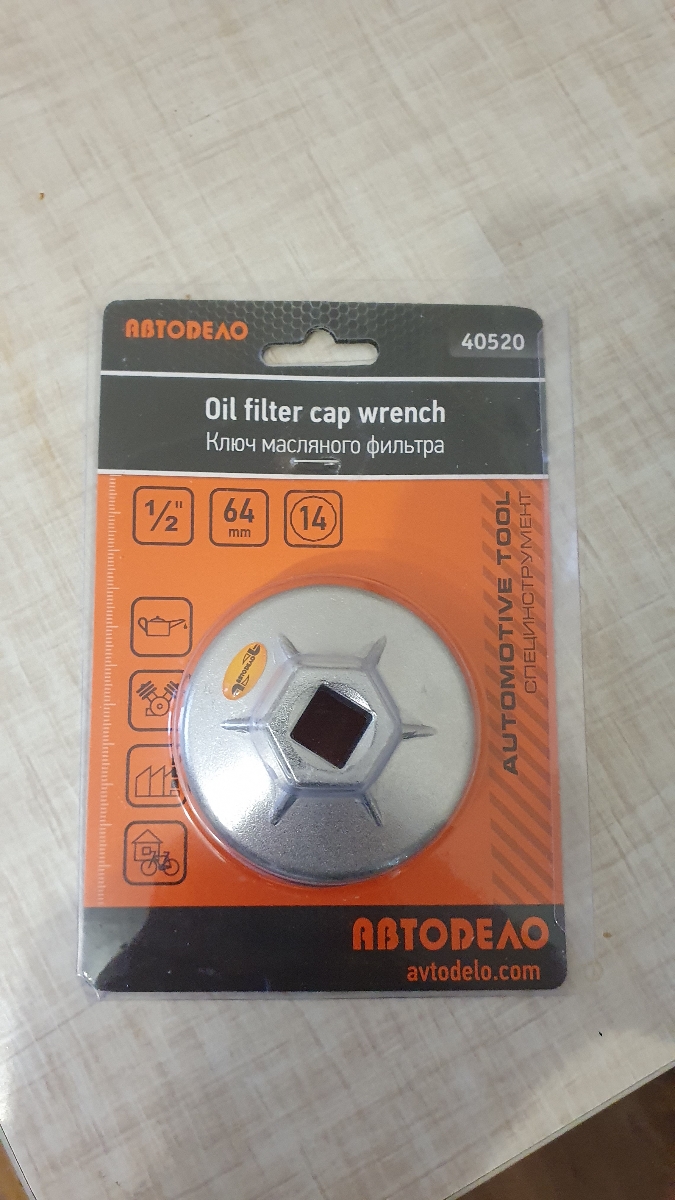 АВТОДЕЛО
40520
Oil filter cap wrench
Ключ масляного фильтра
1/2"
64
mm
14
AUTOMOTIVE TOOL
СПЕЦИНСТРУМЕНТ
АВТОДЕЛО
АВТОДЕЛО
avtodelo.com